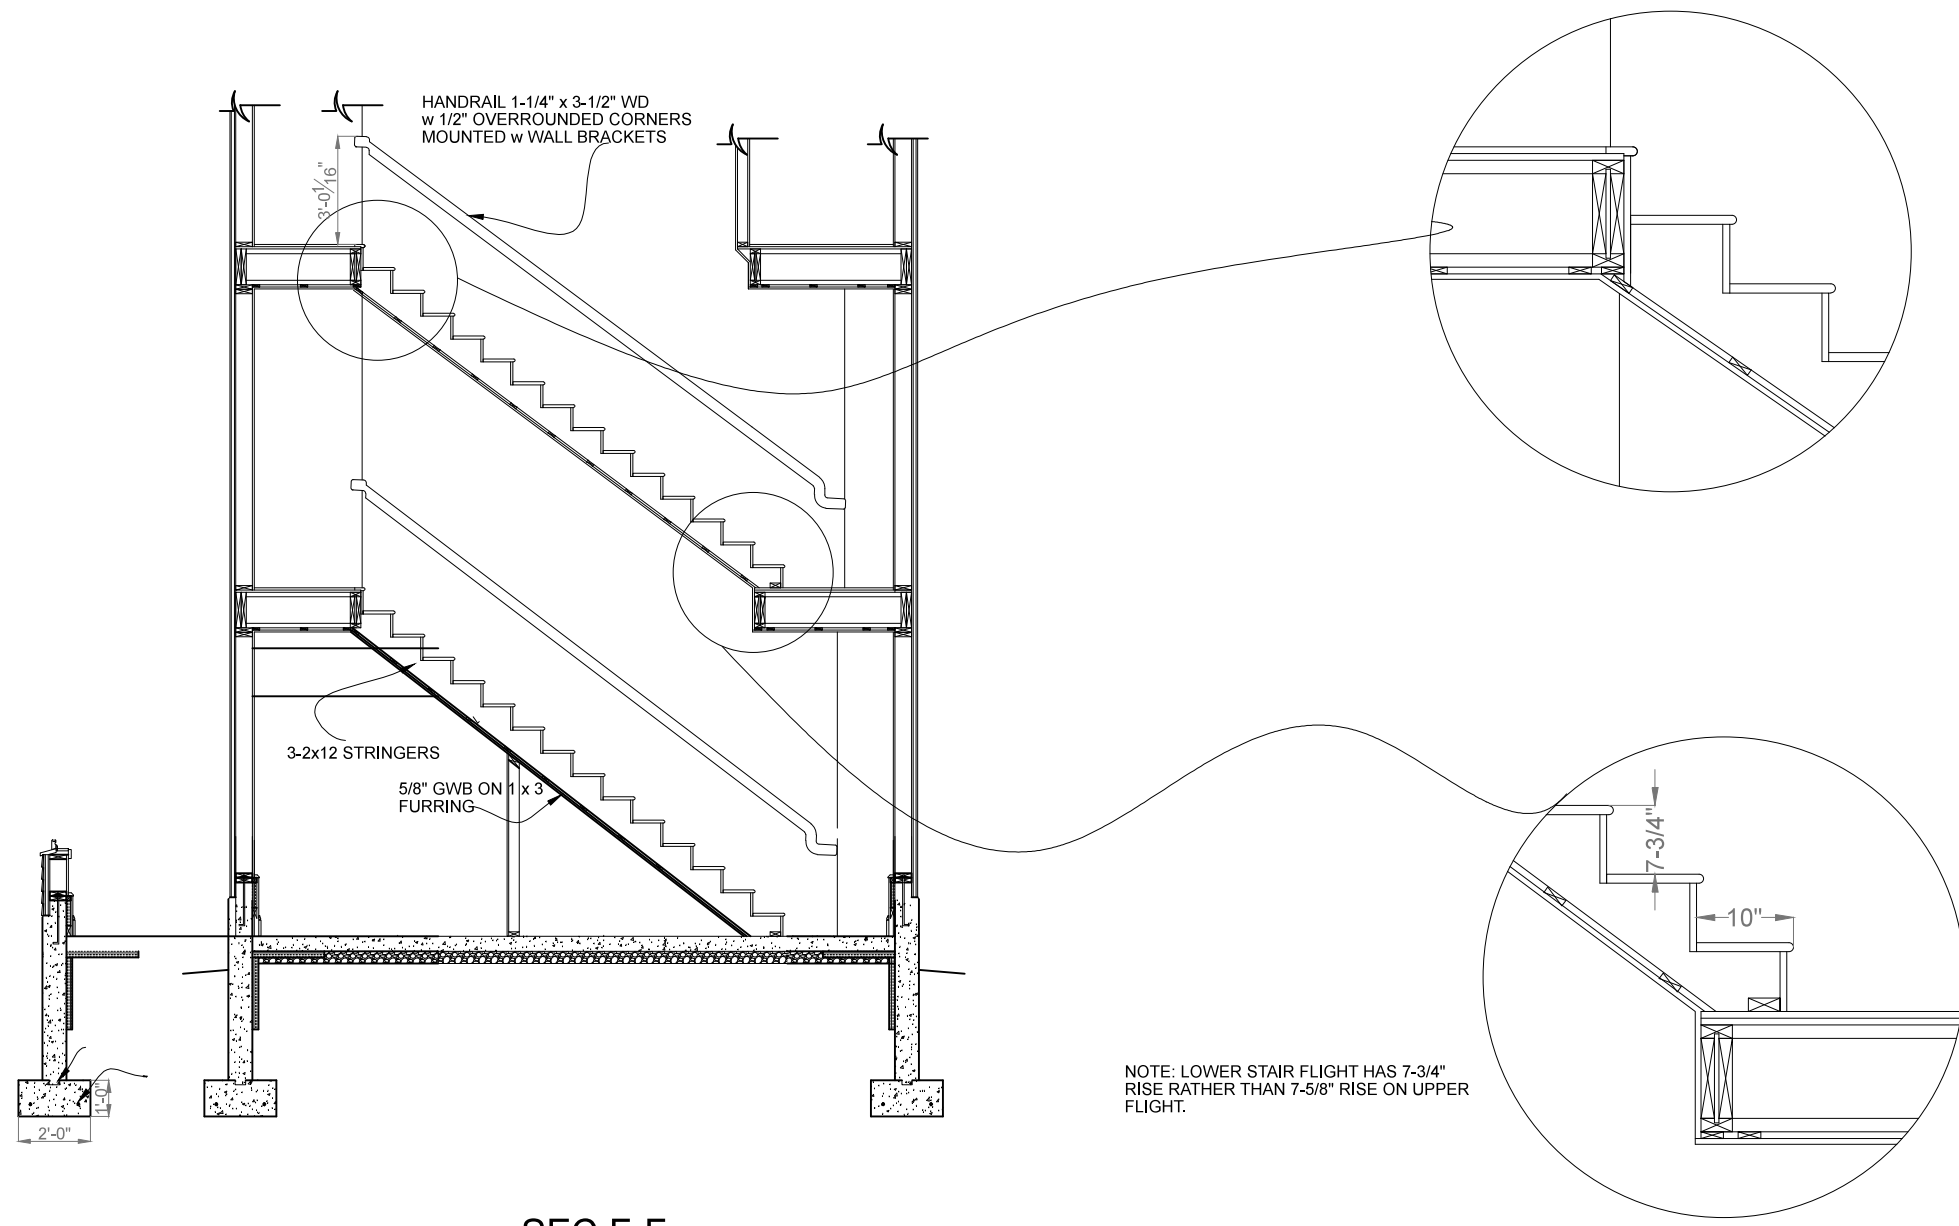 HANDRAIL 1-1/4" x 3-1/2" WD
w 1/2" OVERROUNDED CORNERS
MOUNTED w WALL BRACKETS
3'-0 1/16"
3-2x12 STRINGERS
5/8" GWB ON 1 x 3
FURRING
7-3/4"
10"
1'-0"
2'-0"
NOTE: LOWER STAIR FLIGHT HAS 7-3/4"
RISE RATHER THAN 7-5/8" RISE ON UPPER
FLIGHT.